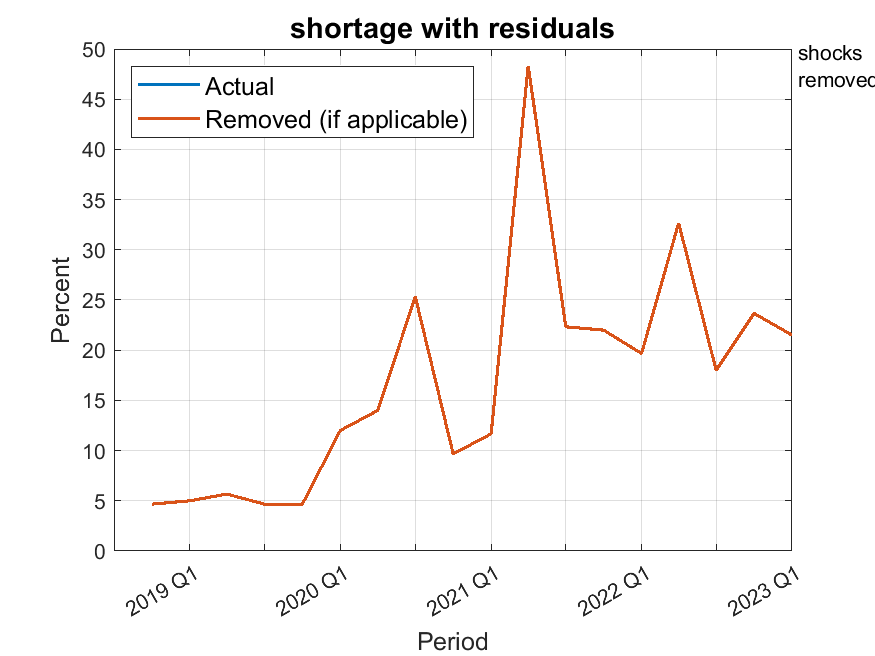 shortage with residuals
shocks
removed
Actual
Removed (if applicable)
Percent
50
45
40
35
30
25
20
15
10
5
0
2019 Q1
2020 Q1
2021 Q1
2022 Q1
2023 Q1
Period